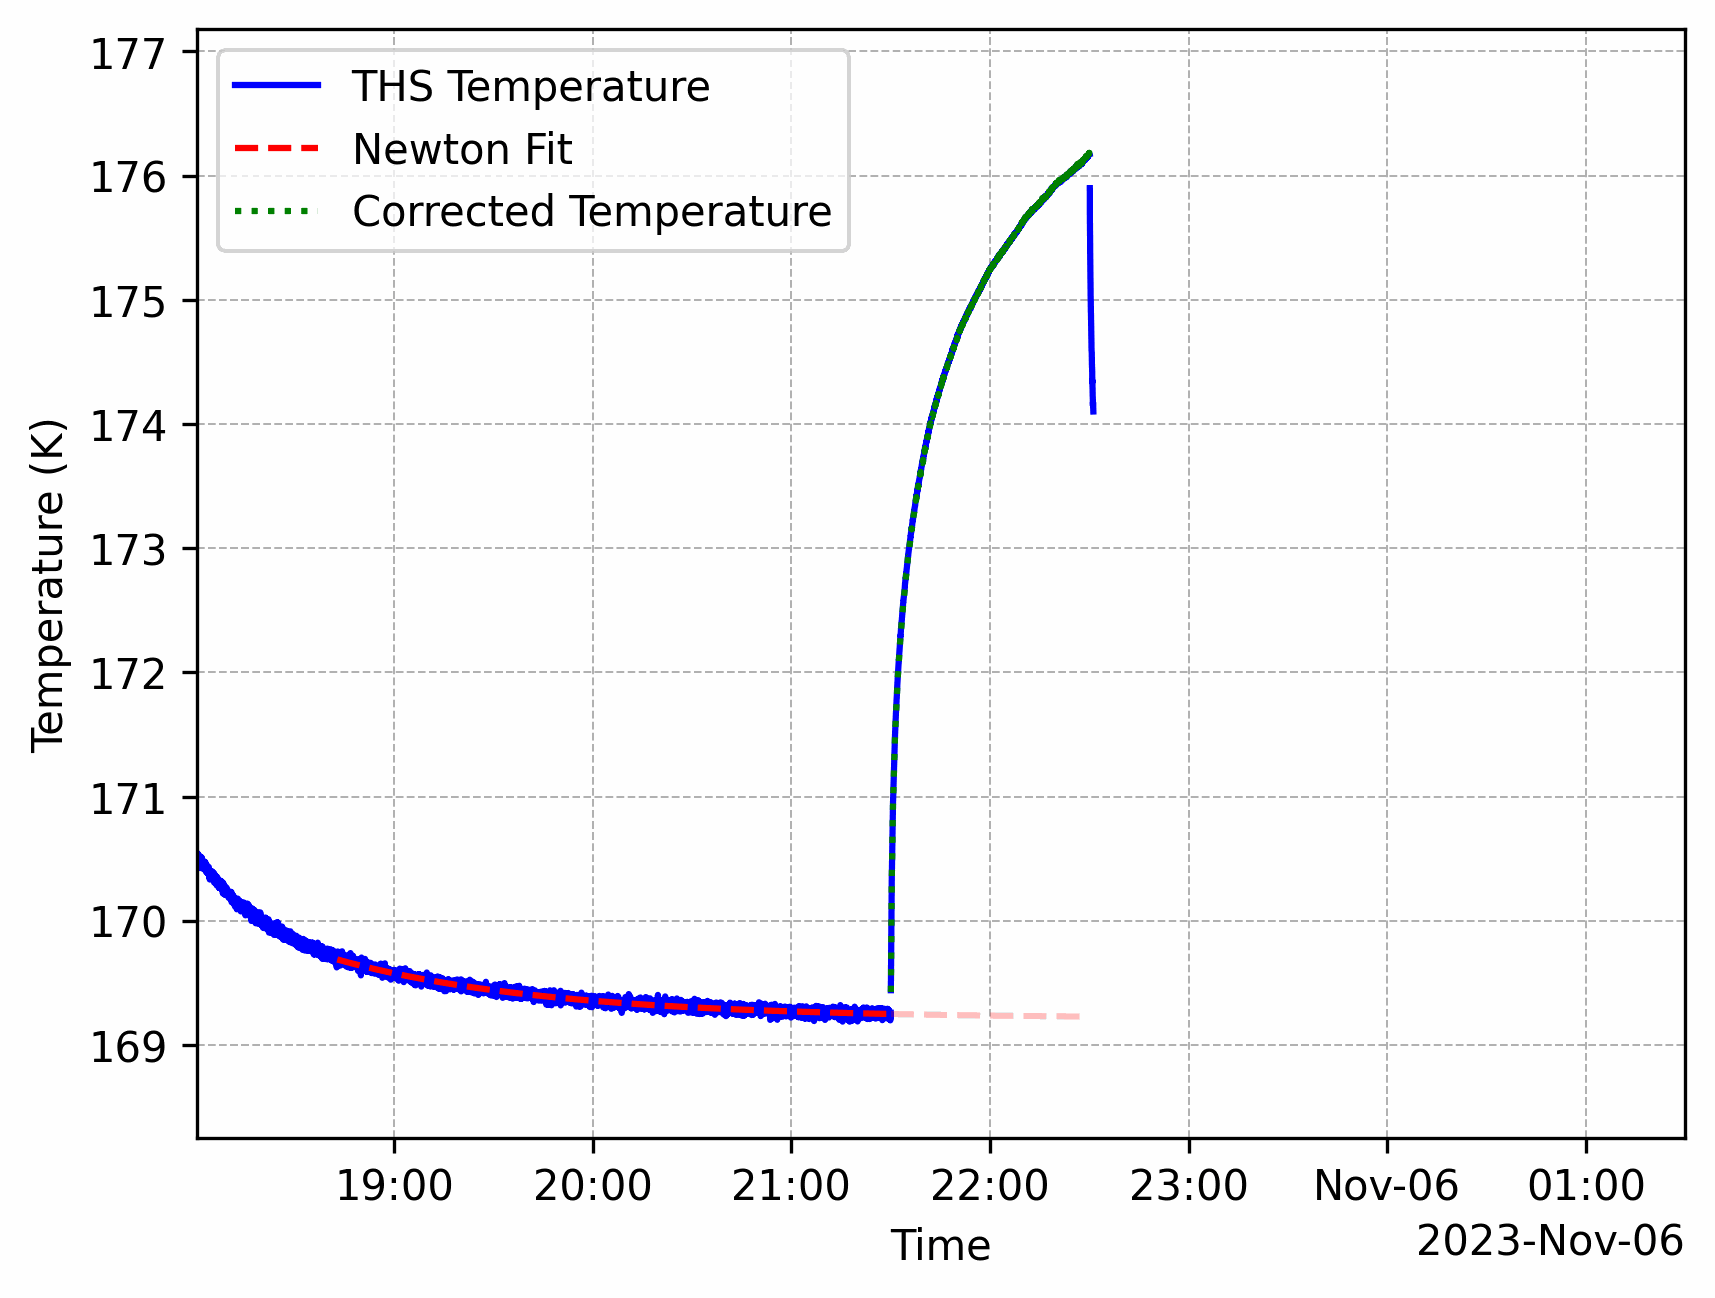 177
176
175
174
173
172
171
170
169
Temperature (K)
THS Temperature
Newton Fit
Corrected Temperature
19:00
20:00
21:00
22:00
23:00
Nov-06
01:00
Time
2023-Nov-06